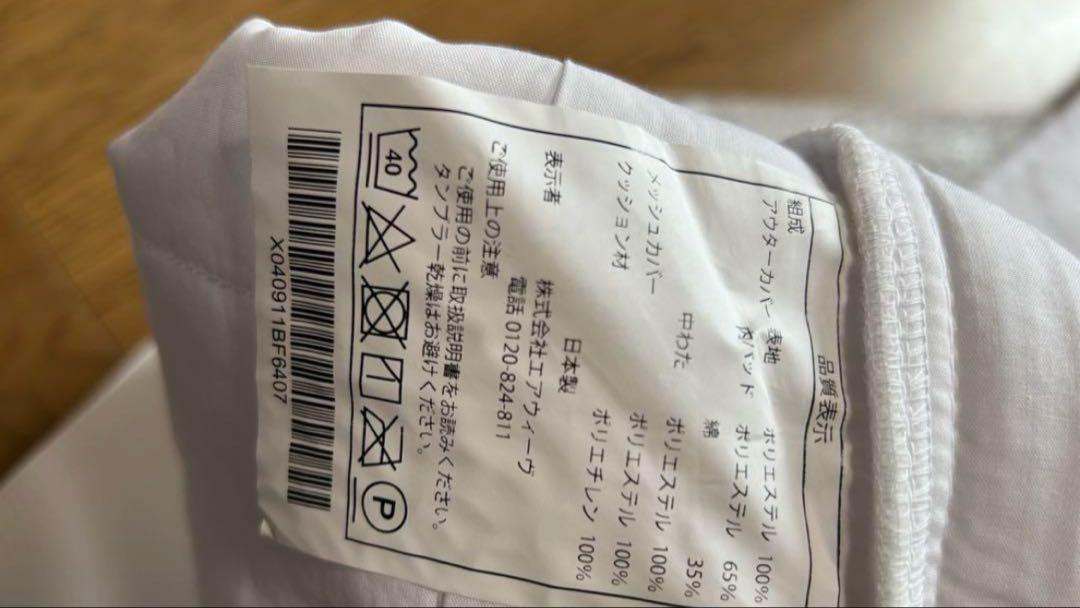 品質表示
組成
アウターカバー 表地 ポリエステル 100%
内パッド ポリエステル 65%
綿 35%
中わた ポリエステル 100%
メッシュカバー ポリエステル 100%
クッション材 ポリエチレン 100%
日本製
表示者 株式会社エアウィーヴ
電話 0120-824-811
ご使用上の注意
ご使用の前に取扱説明書をお読みください。
タンブラー乾燥はお避けください。
40 P
X040911BF6407